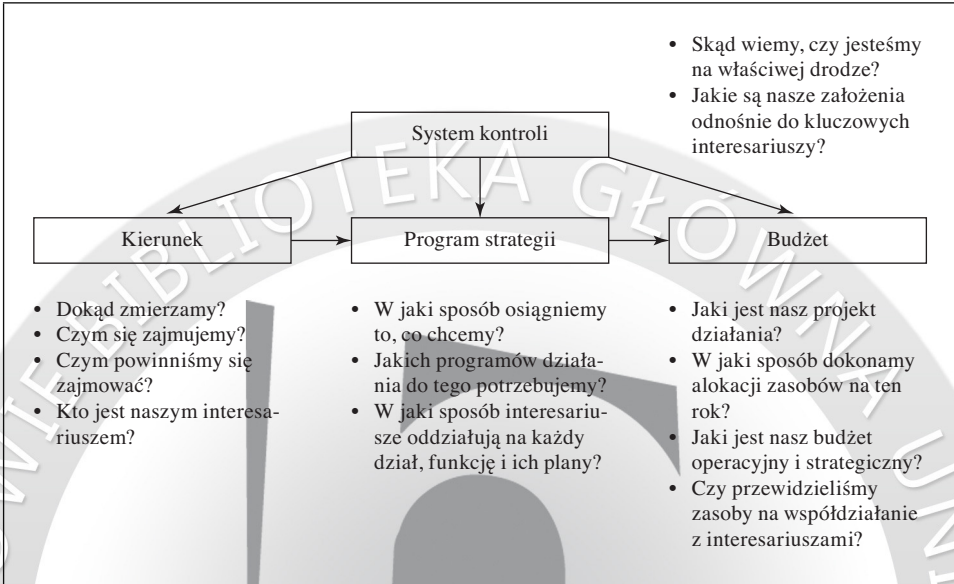 • Skąd wiemy, czy jesteśmy
na właściwej drodze?
• Jakie są nasze założenia
odnośnie do kluczowych
interesariuszy?
System kontroli
Kierunek
Program strategii
Budżet
• Dokąd zmierzamy?
• Czym się zajmujemy?
• Czym powinniśmy się
zajmować?
• Kto jest naszym interesa-
riuszem?
• W jaki sposób osiągniemy
to, co chcemy?
• Jakich programów działa-
nia do tego potrzebujemy?
• W jaki sposób interesariu-
sze oddziałują na każdy
dział, funkcję i ich plany?
• Jaki jest nasz projekt
działania?
• W jaki sposób dokonamy
alokacji zasobów na ten
rok?
• Jaki jest nasz budżet
operacyjny i strategiczny?
• Czy przewidzieliśmy
zasoby na współdziałanie
z interesariuszami?
OWIE BIBLIOTEKA GŁÓWNA UN